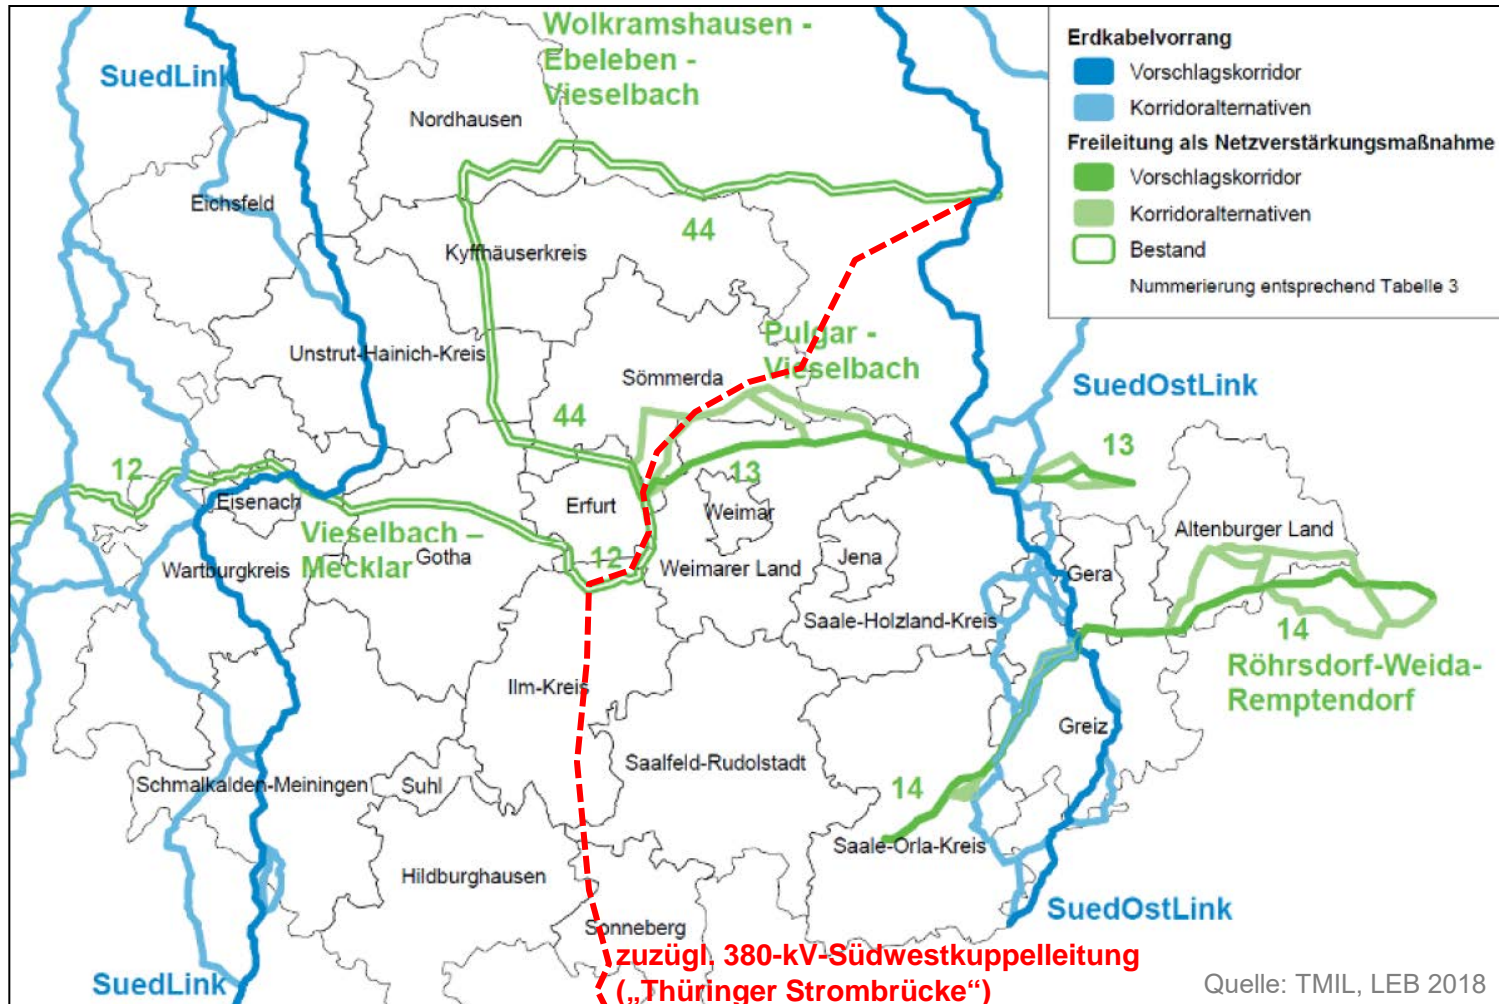 Wolkramshausen -
Ebeleben -
Vieselbach
SuedLink
Nordhausen
Erdkabelvorrang
Vorschlagskorridor
Korridoralternativen
Freileitung als Netzverstärkungsmaßnahme
Vorschlagskorridor
Korridoralternativen
Bestand
Nummerierung entsprechend Tabelle 3
Eichsfeld
44
Kyffhäuserkreis
Unstrut-Hainich-Kreis
Pulgar -
Vieselbach
Sömmerda
SuedOstLink
44
13
12
13
Eisenach
Erfurt
Weimar
Vieselbach –
Mecklar
Gotha
Altenburger Land
Wartburgkreis
12
Weimarer Land
Jena
Gera
Saale-Holzland-Kreis
14
Röhrsdorf-Weida-
Remptendorf
Ilm-Kreis
Greiz
Saalfeld-Rudolstadt
Schmalkalden-Meiningen
Suhl
14
Saale-Orla-Kreis
Hildburghausen
SuedOstLink
Sonneberg
zuzügl. 380-kV-Südwestkuppelleitung
(„Thüringer Strombrücke“)
SuedLink
Quelle: TMIL, LEB 2018